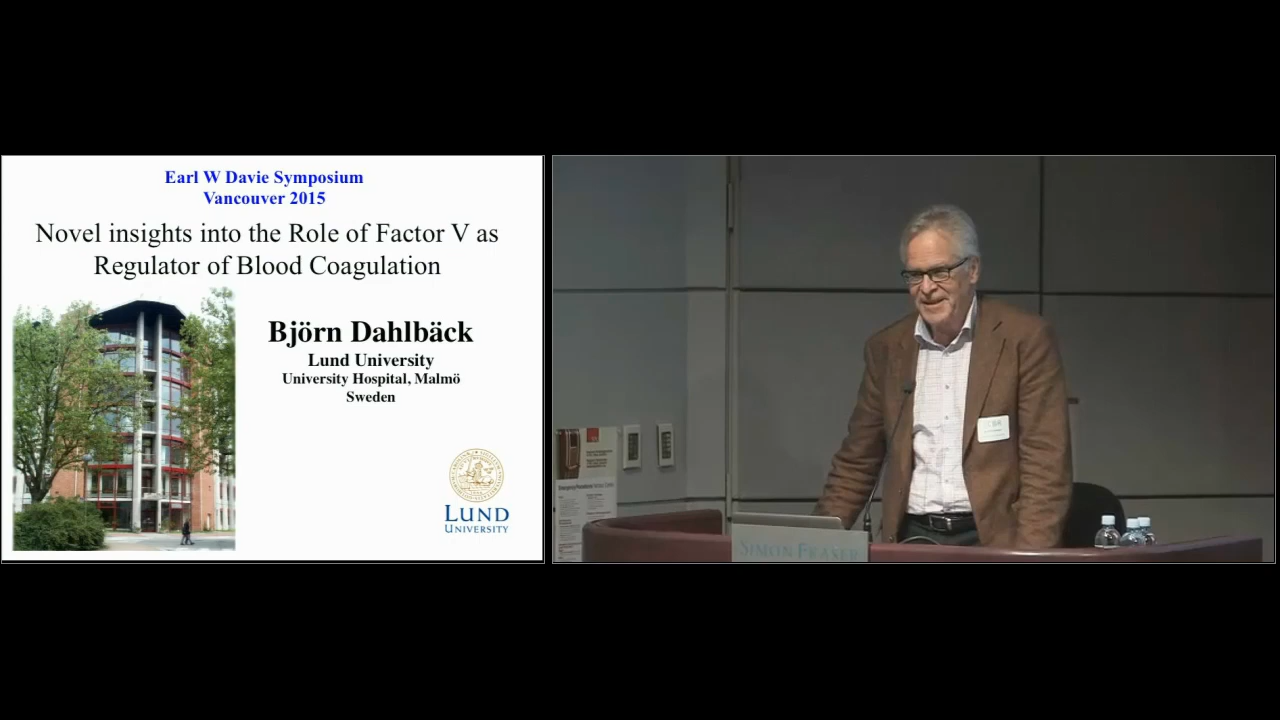 Earl W Davie Symposium
Vancouver 2015
Novel insights into the Role of Factor V as
Regulator of Blood Coagulation
Björn Dahlbäck
Lund University
University Hospital, Malmö
Sweden
LUND
UNIVERSITY
SIMON FRASER